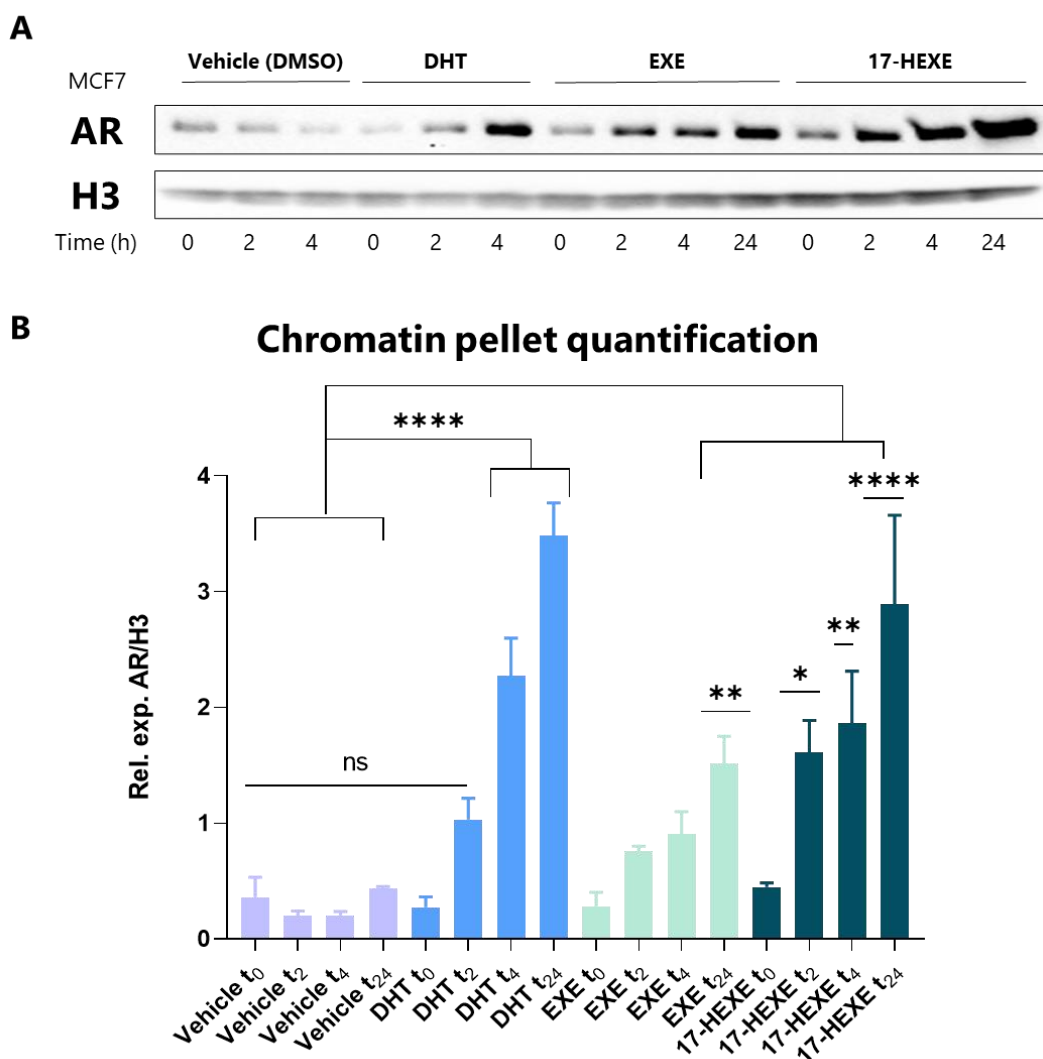 A
Vehicle (DMSO) DHT EXE 17-HEXE
MCF7
AR
H3
Time (h) 0 2 4 0 2 4 0 2 4 24 0 2 4 24
B
Chromatin pellet quantification
****
****
**
*
**
ns
Rel. exp. AR/H3
4
3
2
1
0
Vehicle t₀
Vehicle t₂
Vehicle t₄
Vehicle t₂₄
DHT t₀
DHT t₂
DHT t₄
DHT t₂₄
EXE t₀
EXE t₂
EXE t₄
EXE t₂₄
17-HEXE t₀
17-HEXE t₂
17-HEXE t₄
17-HEXE t₂₄